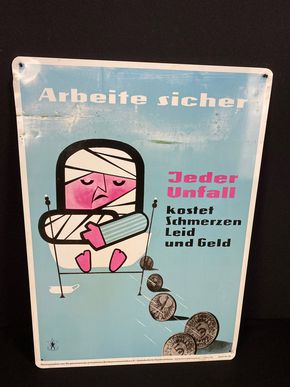 Arbeite sicher
Jeder
Unfall
kostet
Schmerzen
Leid
und Geld